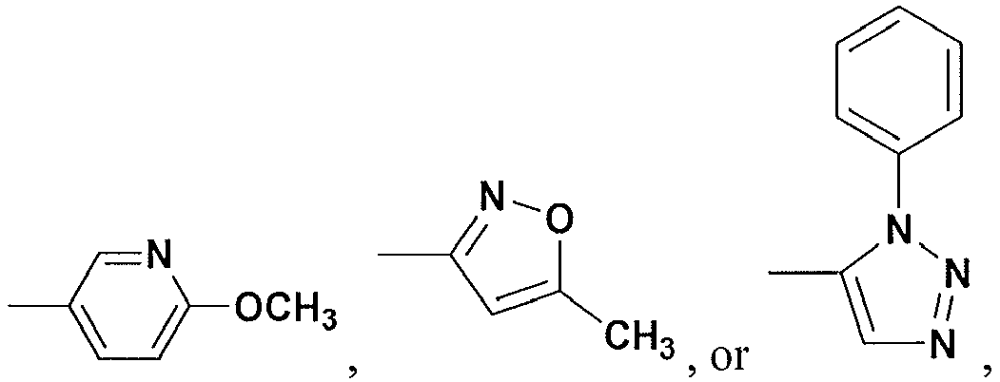 N
N O
N
N
N
OCH3
CH3
, , or ,